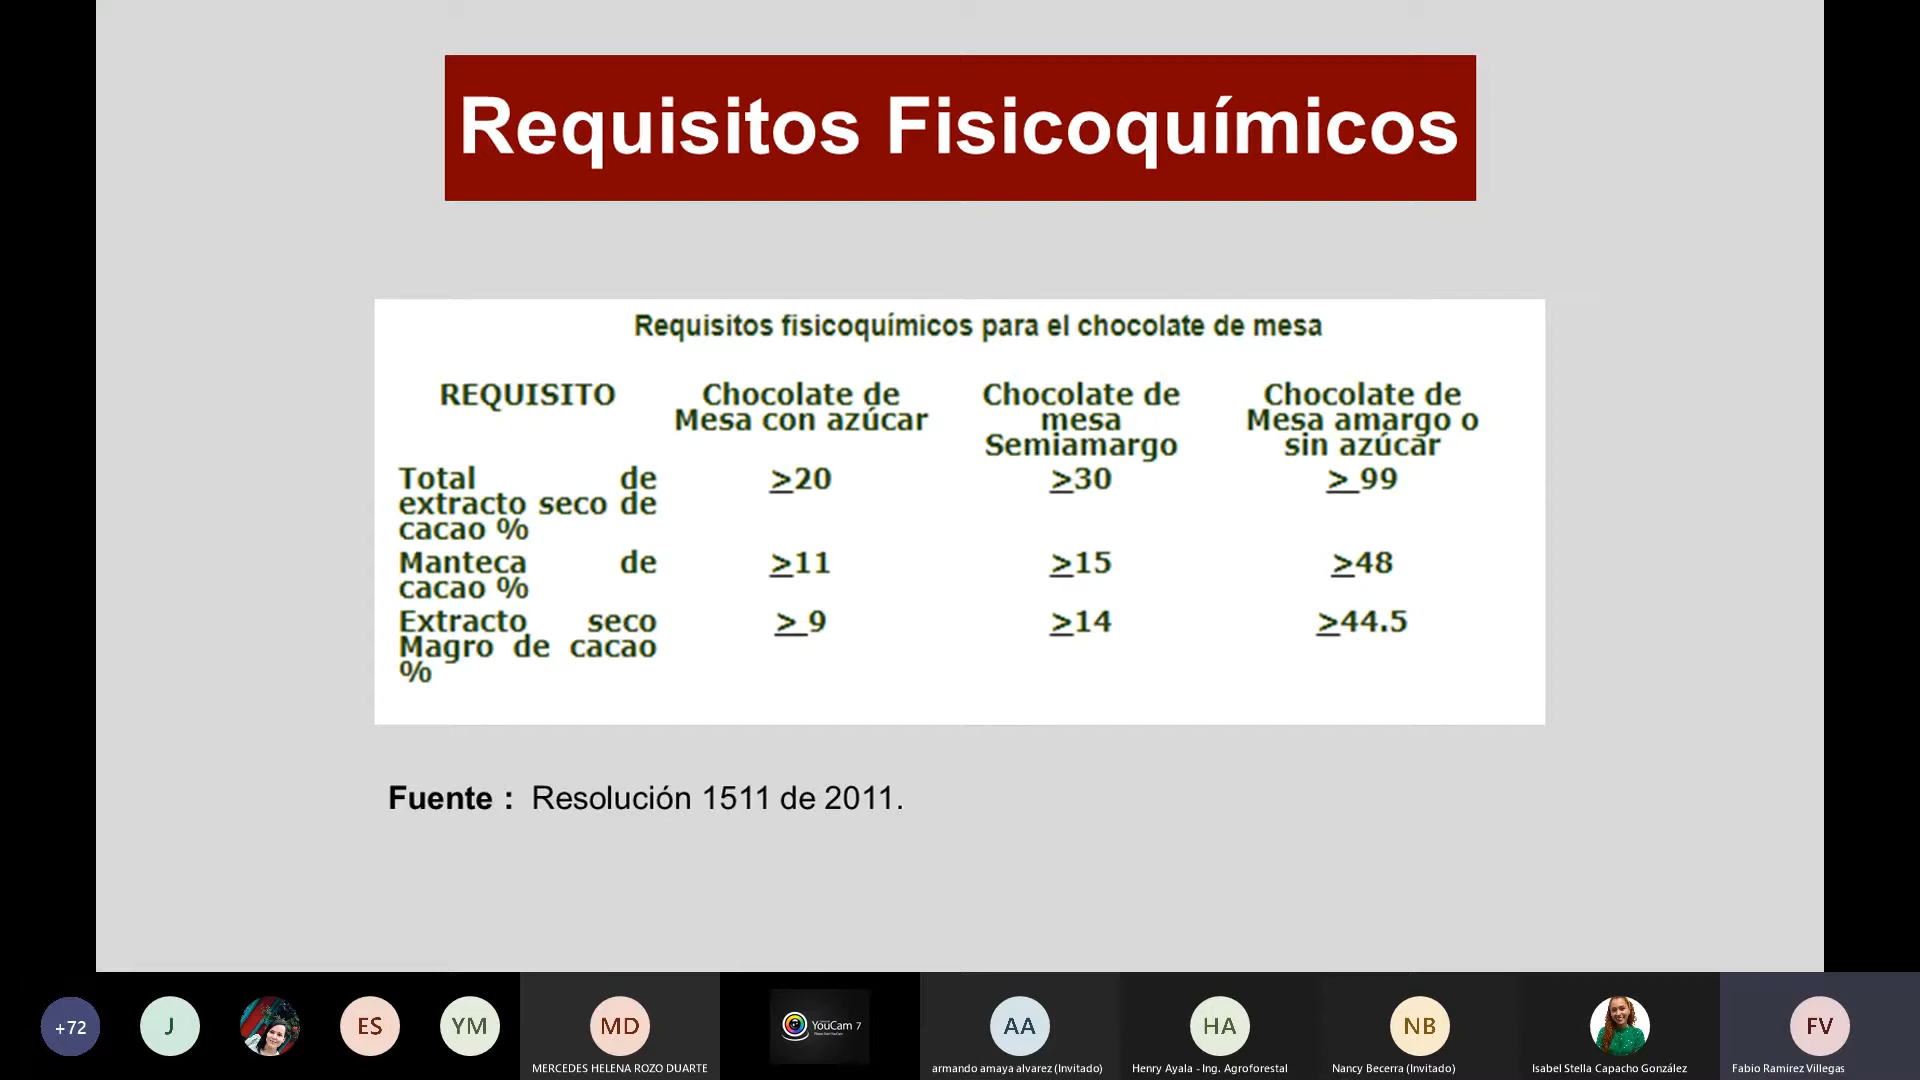 Requisitos Fisicoquímicos
Requisitos fisicoquímicos para el chocolate de mesa
REQUISITO
Chocolate de
Mesa con azúcar
Chocolate de
mesa
Semiamargo
Chocolate de
Mesa amargo o
sin azúcar
Total de
extracto seco de
cacao %
≥20
≥30
≥ 99
Manteca de
cacao %
≥11
≥15
≥48
Extracto seco
Magro de cacao
%
≥ 9
≥14
≥44.5
Fuente : Resolución 1511 de 2011.
+72
J
ES
YM
MD
MERCEDES HELENA ROZO DUARTE
YouCam 7
AA
armando amaya alvarez (Invitado)
HA
Henry Ayala - Ing. Agroforestal
NB
Nancy Becerra (Invitado)
Isabel Stella Capacho González
FV
Fabio Ramirez Villegas